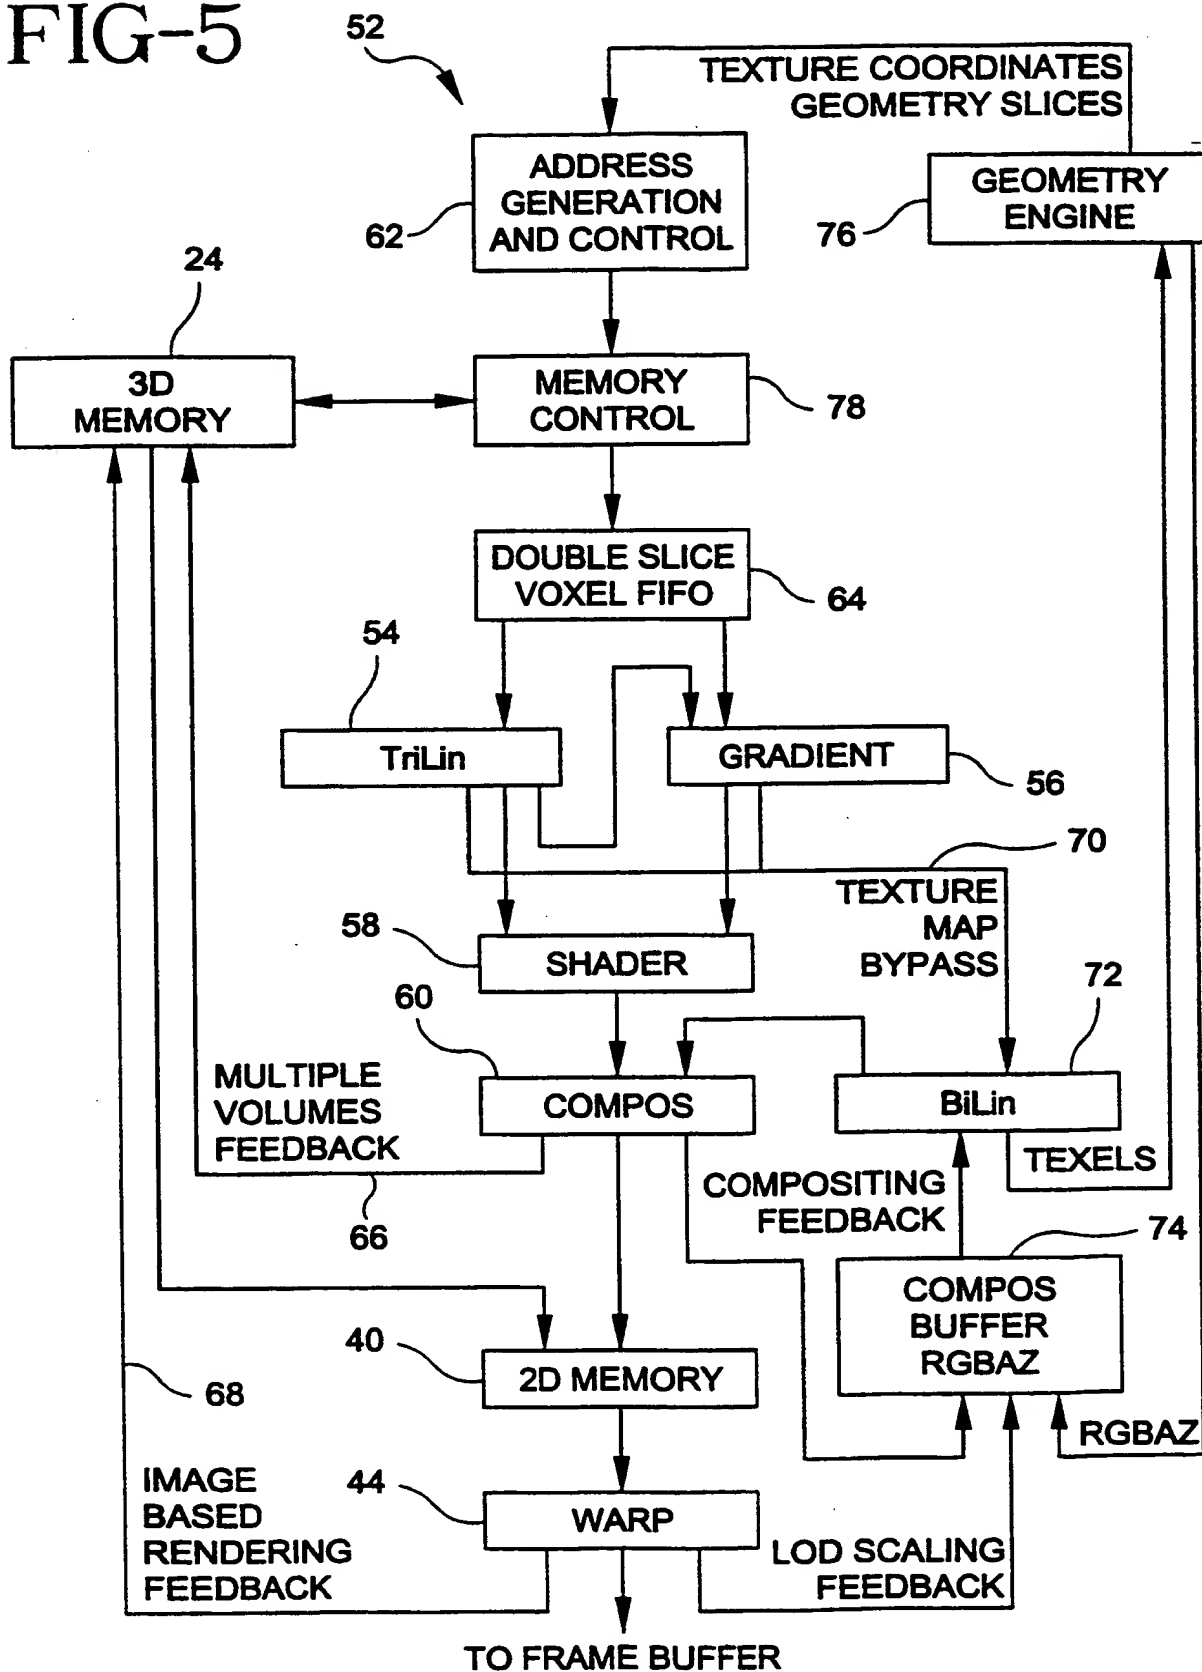 FIG-5
52
TEXTURE COORDINATES
GEOMETRY SLICES
ADDRESS
GENERATION
AND CONTROL
62
GEOMETRY
ENGINE
76
24
3D
MEMORY
MEMORY
CONTROL
78
DOUBLE SLICE
VOXEL FIFO
64
54
TriLin
GRADIENT
56
70
TEXTURE
MAP
BYPASS
58
SHADER
72
60
COMPOS
BiLin
MULTIPLE
VOLUMES
FEEDBACK
66
TEXELS
COMPOSITING
FEEDBACK
74
COMPOS
BUFFER
RGBAZ
40
2D MEMORY
68
RGBAZ
IMAGE
BASED
RENDERING
FEEDBACK
44
WARP
LOD SCALING
FEEDBACK
TO FRAME BUFFER